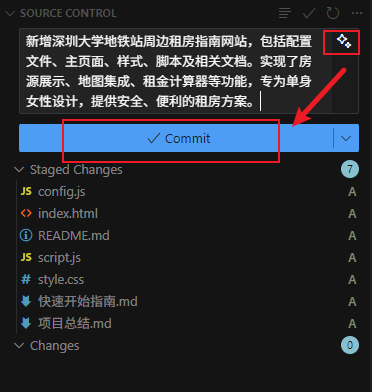 SOURCE CONTROL
新增深圳大学地铁站周边租房指南网站，包括配置
文件、主页面、样式、脚本及相关文档。实现了房
源展示、地图集成、租金计算器等功能，专为单身
女性设计，提供安全、便利的租房方案。
Commit
Staged Changes 7
JS config.js A
<> index.html A
README.md A
JS script.js A
# style.css A
快速开始指南.md A
项目总结.md A
Changes 0